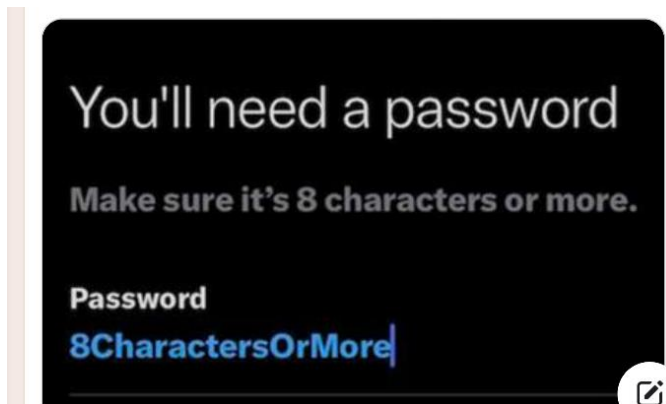 You'll need a password
Make sure it’s 8 characters or more.
Password
8CharactersOrMore